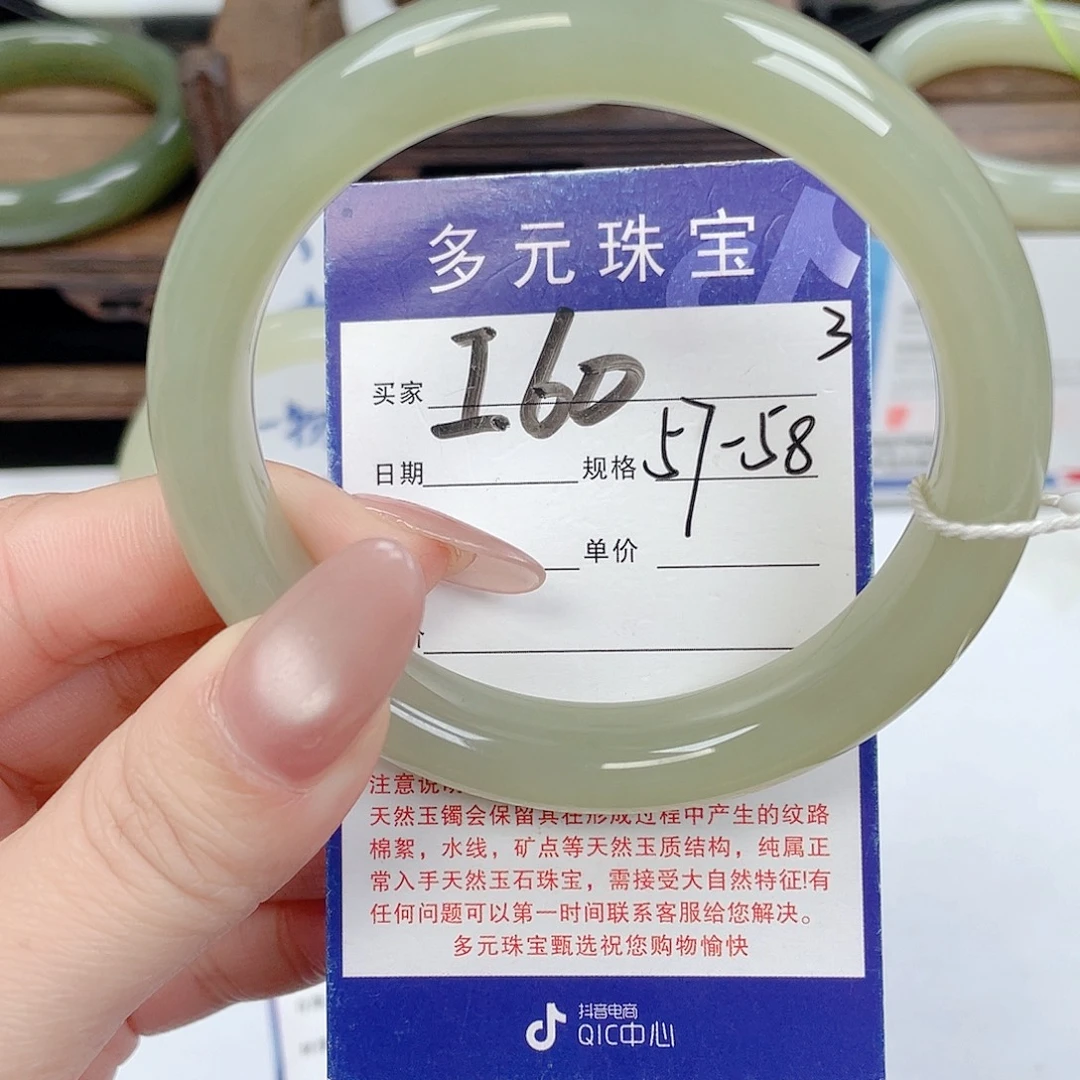 多元珠宝
3
买家 I.60
日期 规格 57-58
单价
注意说明
天然玉镯会保留其在形成过程中产生的纹路
棉絮，水线，矿点等天然玉质结构，纯属正
常入手天然玉石珠宝，需接受大自然特征!有
任何问题可以第一时间联系客服给您解决。
多元珠宝甄选祝您购物愉快
抖音电商
QIC中心